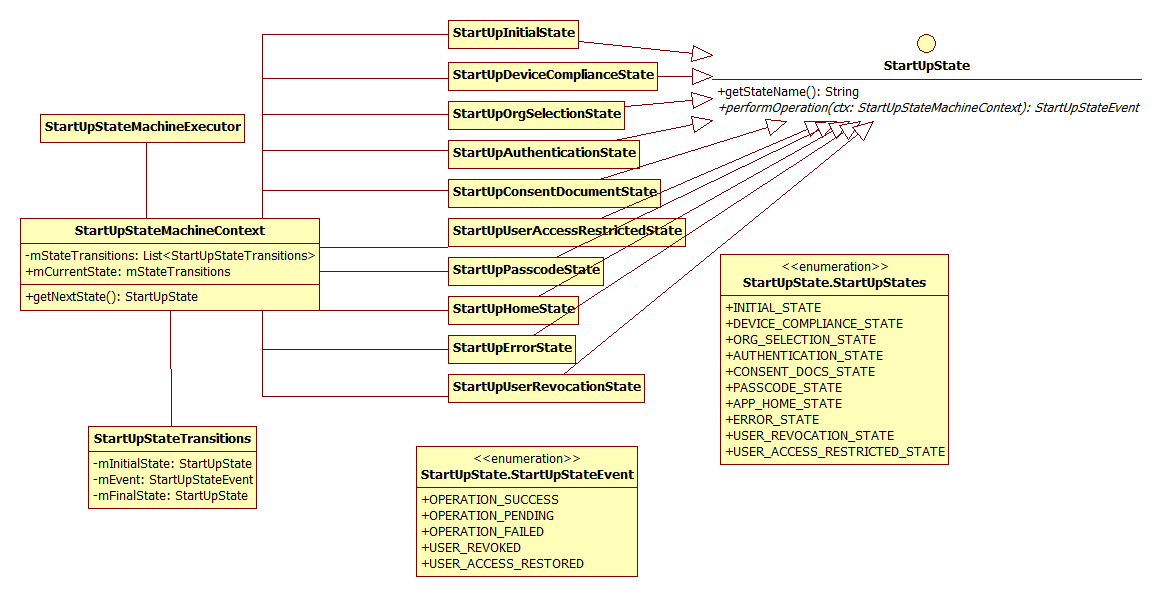 StartUpInitialState
StartUpState
StartUpDeviceComplianceState
+getStateName(): String
+performOperation(ctx: StartUpStateMachineContext): StartUpStateEvent
StartUpOrgSelectionState
StartUpStateMachineExecutor
StartUpAuthenticationState
StartUpConsentDocumentState
StartUpStateMachineContext
-mStateTransitions: List<StartUpStateTransitions>
+mCurrentState: mStateTransitions
+getNextState(): StartUpState
StartUpUserAccessRestrictedState
StartUpPasscodeState
StartUpHomeState
StartUpErrorState
StartUpUserRevocationState
<<enumeration>>
StartUpState.StartUpStates
+INITIAL_STATE
+DEVICE_COMPLIANCE_STATE
+ORG_SELECTION_STATE
+AUTHENTICATION_STATE
+CONSENT_DOCS_STATE
+PASSCODE_STATE
+APP_HOME_STATE
+ERROR_STATE
+USER_REVOCATION_STATE
+USER_ACCESS_RESTRICTED_STATE
StartUpStateTransitions
-mInitialState: StartUpState
-mEvent: StartUpStateEvent
-mFinalState: StartUpState
<<enumeration>>
StartUpState.StartUpStateEvent
+OPERATION_SUCCESS
+OPERATION_PENDING
+OPERATION_FAILED
+USER_REVOKED
+USER_ACCESS_RESTORED